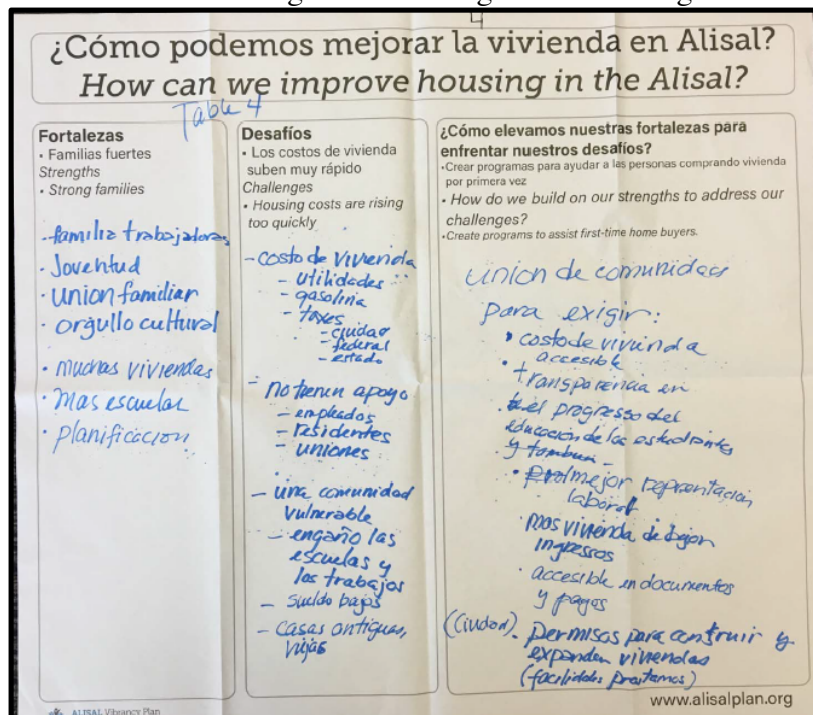 4
¿Cómo podemos mejorar la vivienda en Alisal?
How can we improve housing in the Alisal?
Table 4
Fortalezas
• Familias fuertes
Strengths
• Strong families
- familia trabajadoras
• Joventud
• Union familiar
• orgullo cultural
• muchas viviendas
• mas escuelas
• planificacion
Desafíos
• Los costos de vivienda
suben muy rápido
Challenges
• Housing costs are rising
too quickly
- costo de vivienda
- utilidades
- gasolina
- taxes
- ciudad
- federal
- estado
- no tienen apoyo
- empleados
- residentes
- uniones
- una comunidad
vulnerable
- engaño las
escuelas y
los trabajos
- sueldo bajos
- casas antiguas,
viejas
¿Cómo elevamos nuestras fortalezas para
enfrentar nuestros desafíos?
•Crear programas para ayudar a las personas comprando vivienda
por primera vez
• How do we build on our strengths to address our
challenges?
•Create programs to assist first-time home buyers.
union de comunidad
para exigir:
• costo de vivienda
accesible
• transparencia en
el progresso del
educación de los estudiantes
y tambien
• mejor reprentación
laboral
• mas vivienda de bajon
ingressos
• accesible en documentos
y pagos
(Ciudad). permisos para construir y
expanden viviendas
(facilidades prestamos)
ALISAL Vibrancy Plan
www.alisalplan.org